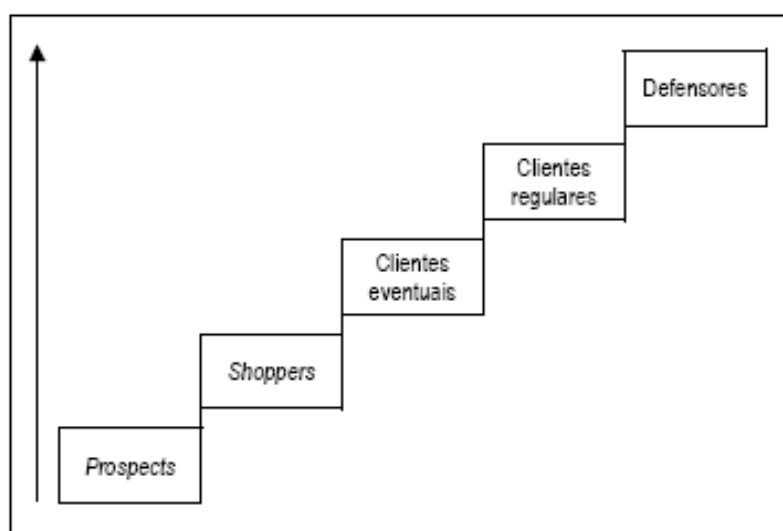 Defensores
Clientes
regulares
Clientes
eventuais
Shoppers
Prospects